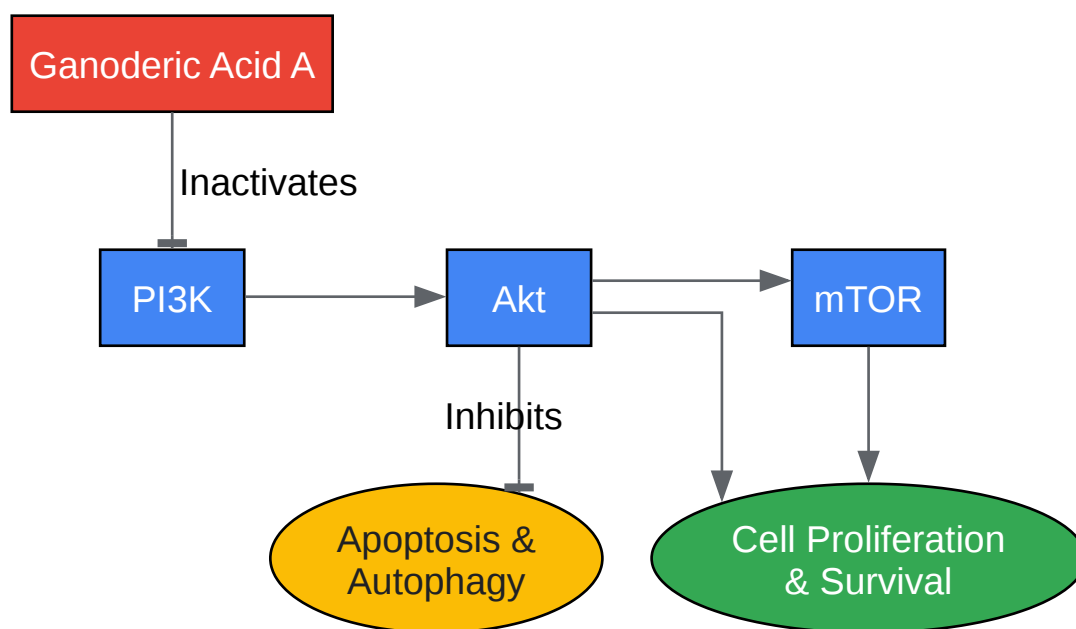 Ganoderic Acid A
Inactivates
PI3K
Akt
mTOR
Inhibits
Apoptosis &
Autophagy
Cell Proliferation
& Survival